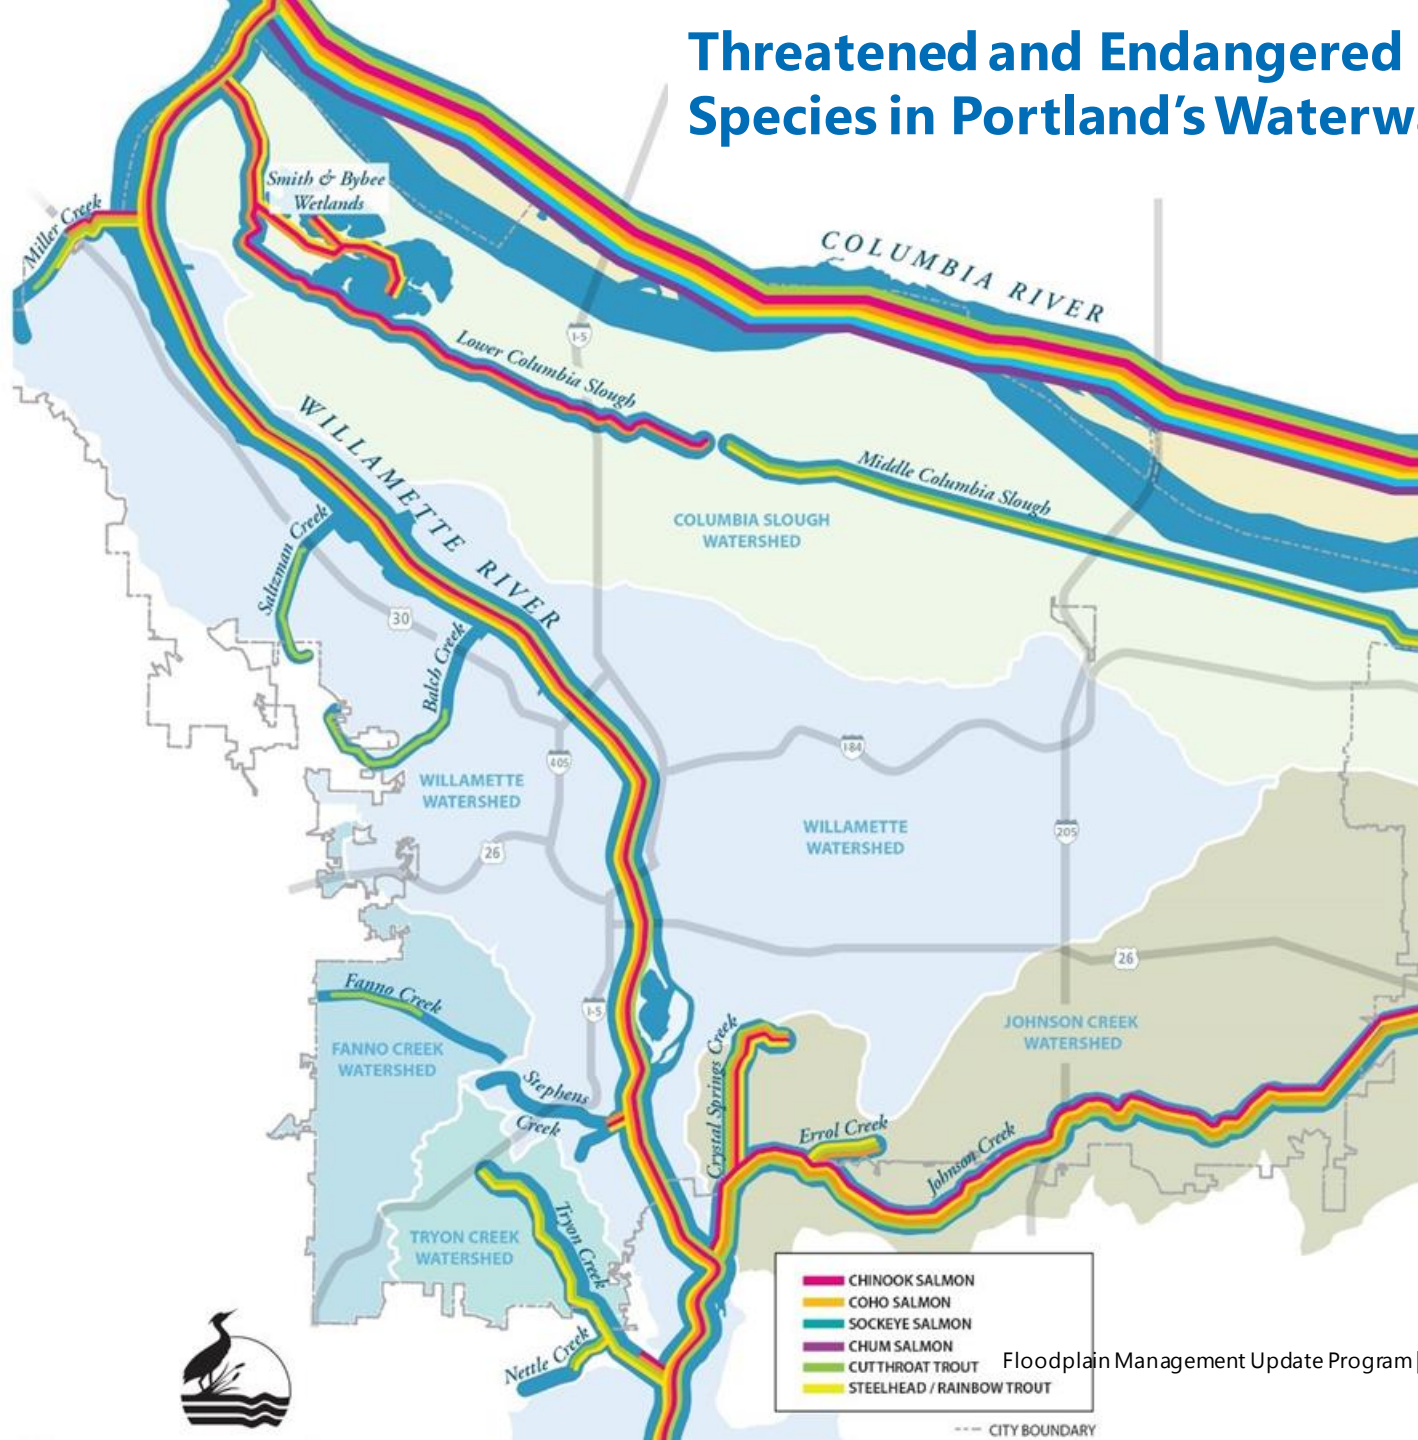 Threatened and Endangered
Species in Portland's Waterw
Smith & Bybee
Wetlands
Miller Creek
COLUMBIA RIVER
I-5
Lower Columbia Slough
WILLAMETTE RIVER
Middle Columbia Slough
COLUMBIA SLOUGH
WATERSHED
Saltzman Creek
30
Balch Creek
405
I-84
WILLAMETTE
WATERSHED
WILLAMETTE
WATERSHED
205
26
26
Fanno Creek
I-5
FANNO CREEK
WATERSHED
JOHNSON CREEK
WATERSHED
Stephens
Creek
Crystal Springs Creek
Errol Creek
Johnson Creek
TRYON CREEK
WATERSHED
Tryon Creek
Nettle Creek
CHINOOK SALMON
COHO SALMON
SOCKEYE SALMON
CHUM SALMON
CUTTHROAT TROUT
STEELHEAD / RAINBOW TROUT
Floodplain Management Update Program |
CITY BOUNDARY